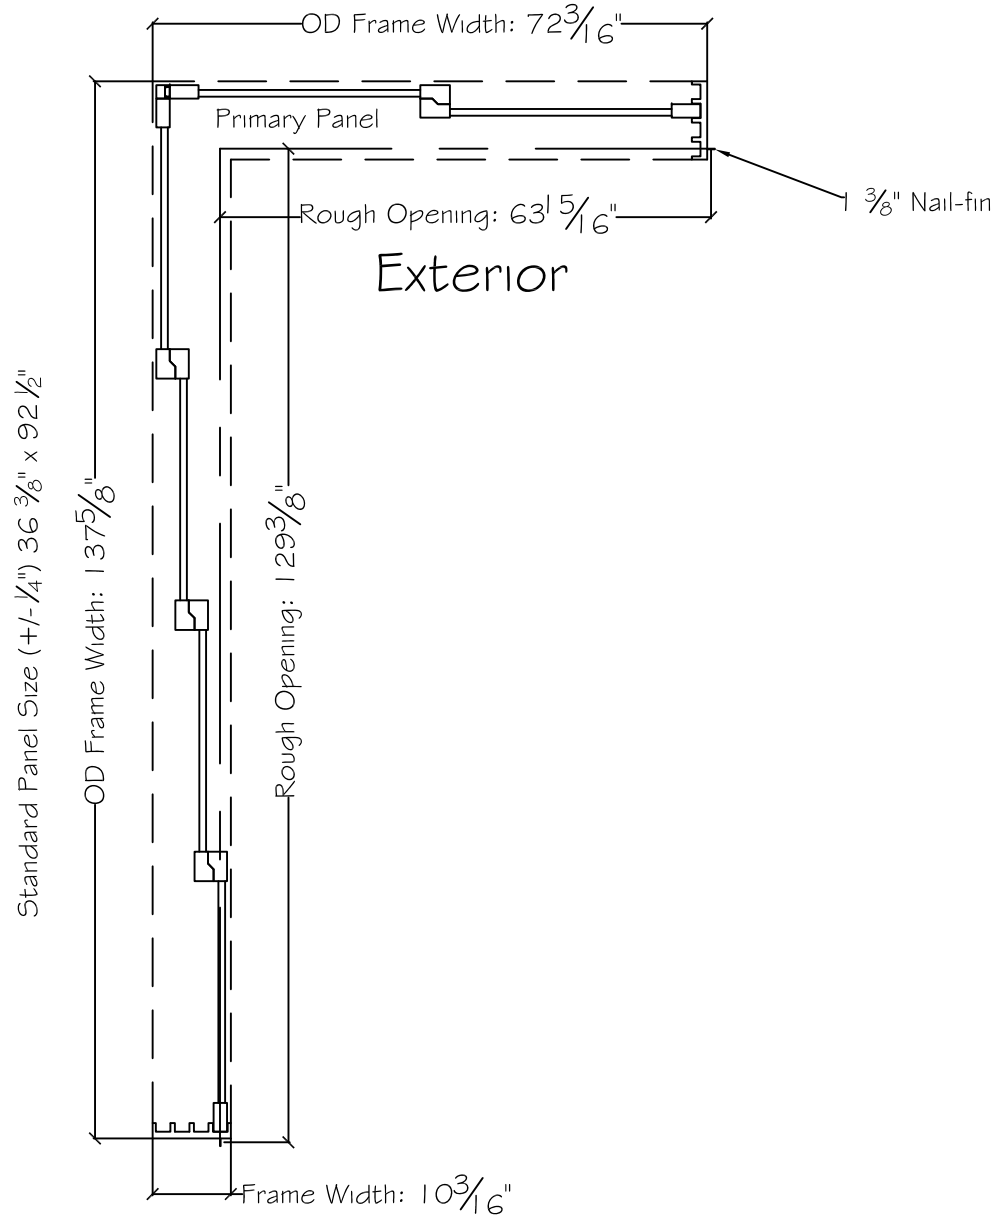 OD Frame Width: 72 3/16"
Primary Panel
1 3/8" Nail-fin
Rough Opening: 63 15/16"
Exterior
Standard Panel Size (+/-1/4") 36 3/8" x 92 1/2"
OD Frame Width: 137 5/8"
Rough Opening: 129 3/8"
Frame Width: 10 3/16"